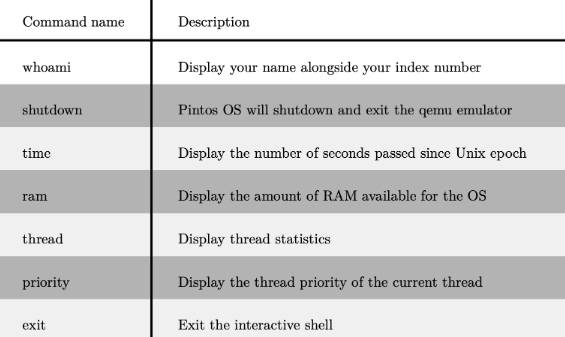 Command name Description
whoami Display your name alongside your index number
shutdown Pintos OS will shutdown and exit the qemu emulator
time Display the number of seconds passed since Unix epoch
ram Display the amount of RAM available for the OS
thread Display thread statistics
priority Display the thread priority of the current thread
exit Exit the interactive shell